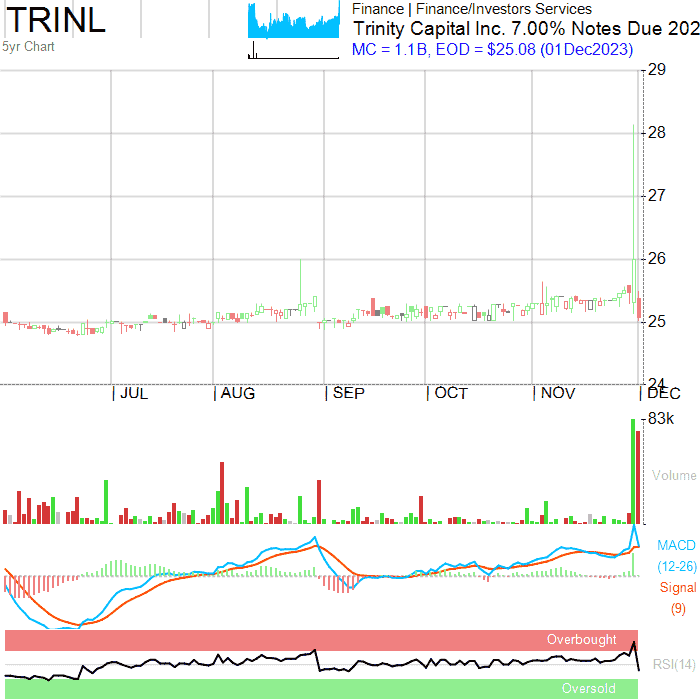 TRINL
5yr Chart
Finance | Finance/Investors Services
Trinity Capital Inc. 7.00% Notes Due 202
MC = 1.1B, EOD = $25.08 (01Dec2023)
29
28
27
26
25
24
| JUL | AUG | SEP | OCT | NOV | DEC
83k
Volume
MACD
(12-26)
Signal
(9)
Overbought
RSI(14)
Oversold